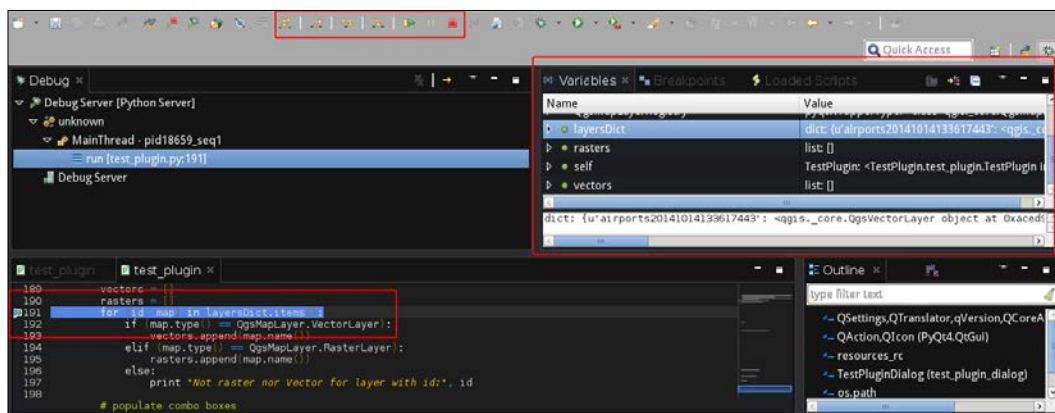 Quick Access
Debug
Debug Server [Python Server]
unknown
MainThread - pid18659_seq1
run [test_plugin.py:191]
Debug Server
Variables Breakpoints Loaded Scripts
Name Value
layersDict dict: {u'airports20141014133617443': <qgis._co
rasters list: []
self TestPlugin: <TestPlugin.test_plugin.TestPlugin in
vectors list: []
dict: {u'airports20141014133617443': <qgis._core.QgsVectorLayer object at 0xaced9
test_plugin test_plugin
189 vectors = []
190 rasters = []
191 for id, map in layersDict.items():
192 if (map.type() == QgsMapLayer.VectorLayer):
193 vectors.append(map.name())
194 elif (map.type() == QgsMapLayer.RasterLayer):
195 rasters.append(map.name())
196 else:
197 print "Not raster nor Vector for layer with id:", id
198
# populate combo boxes
Outline
type filter text
QSettings,QTranslator,qVersion,QCoreA
QAction,QIcon (PyQt4.QtGui)
resources_rc
TestPluginDialog (test_plugin_dialog)
os.path